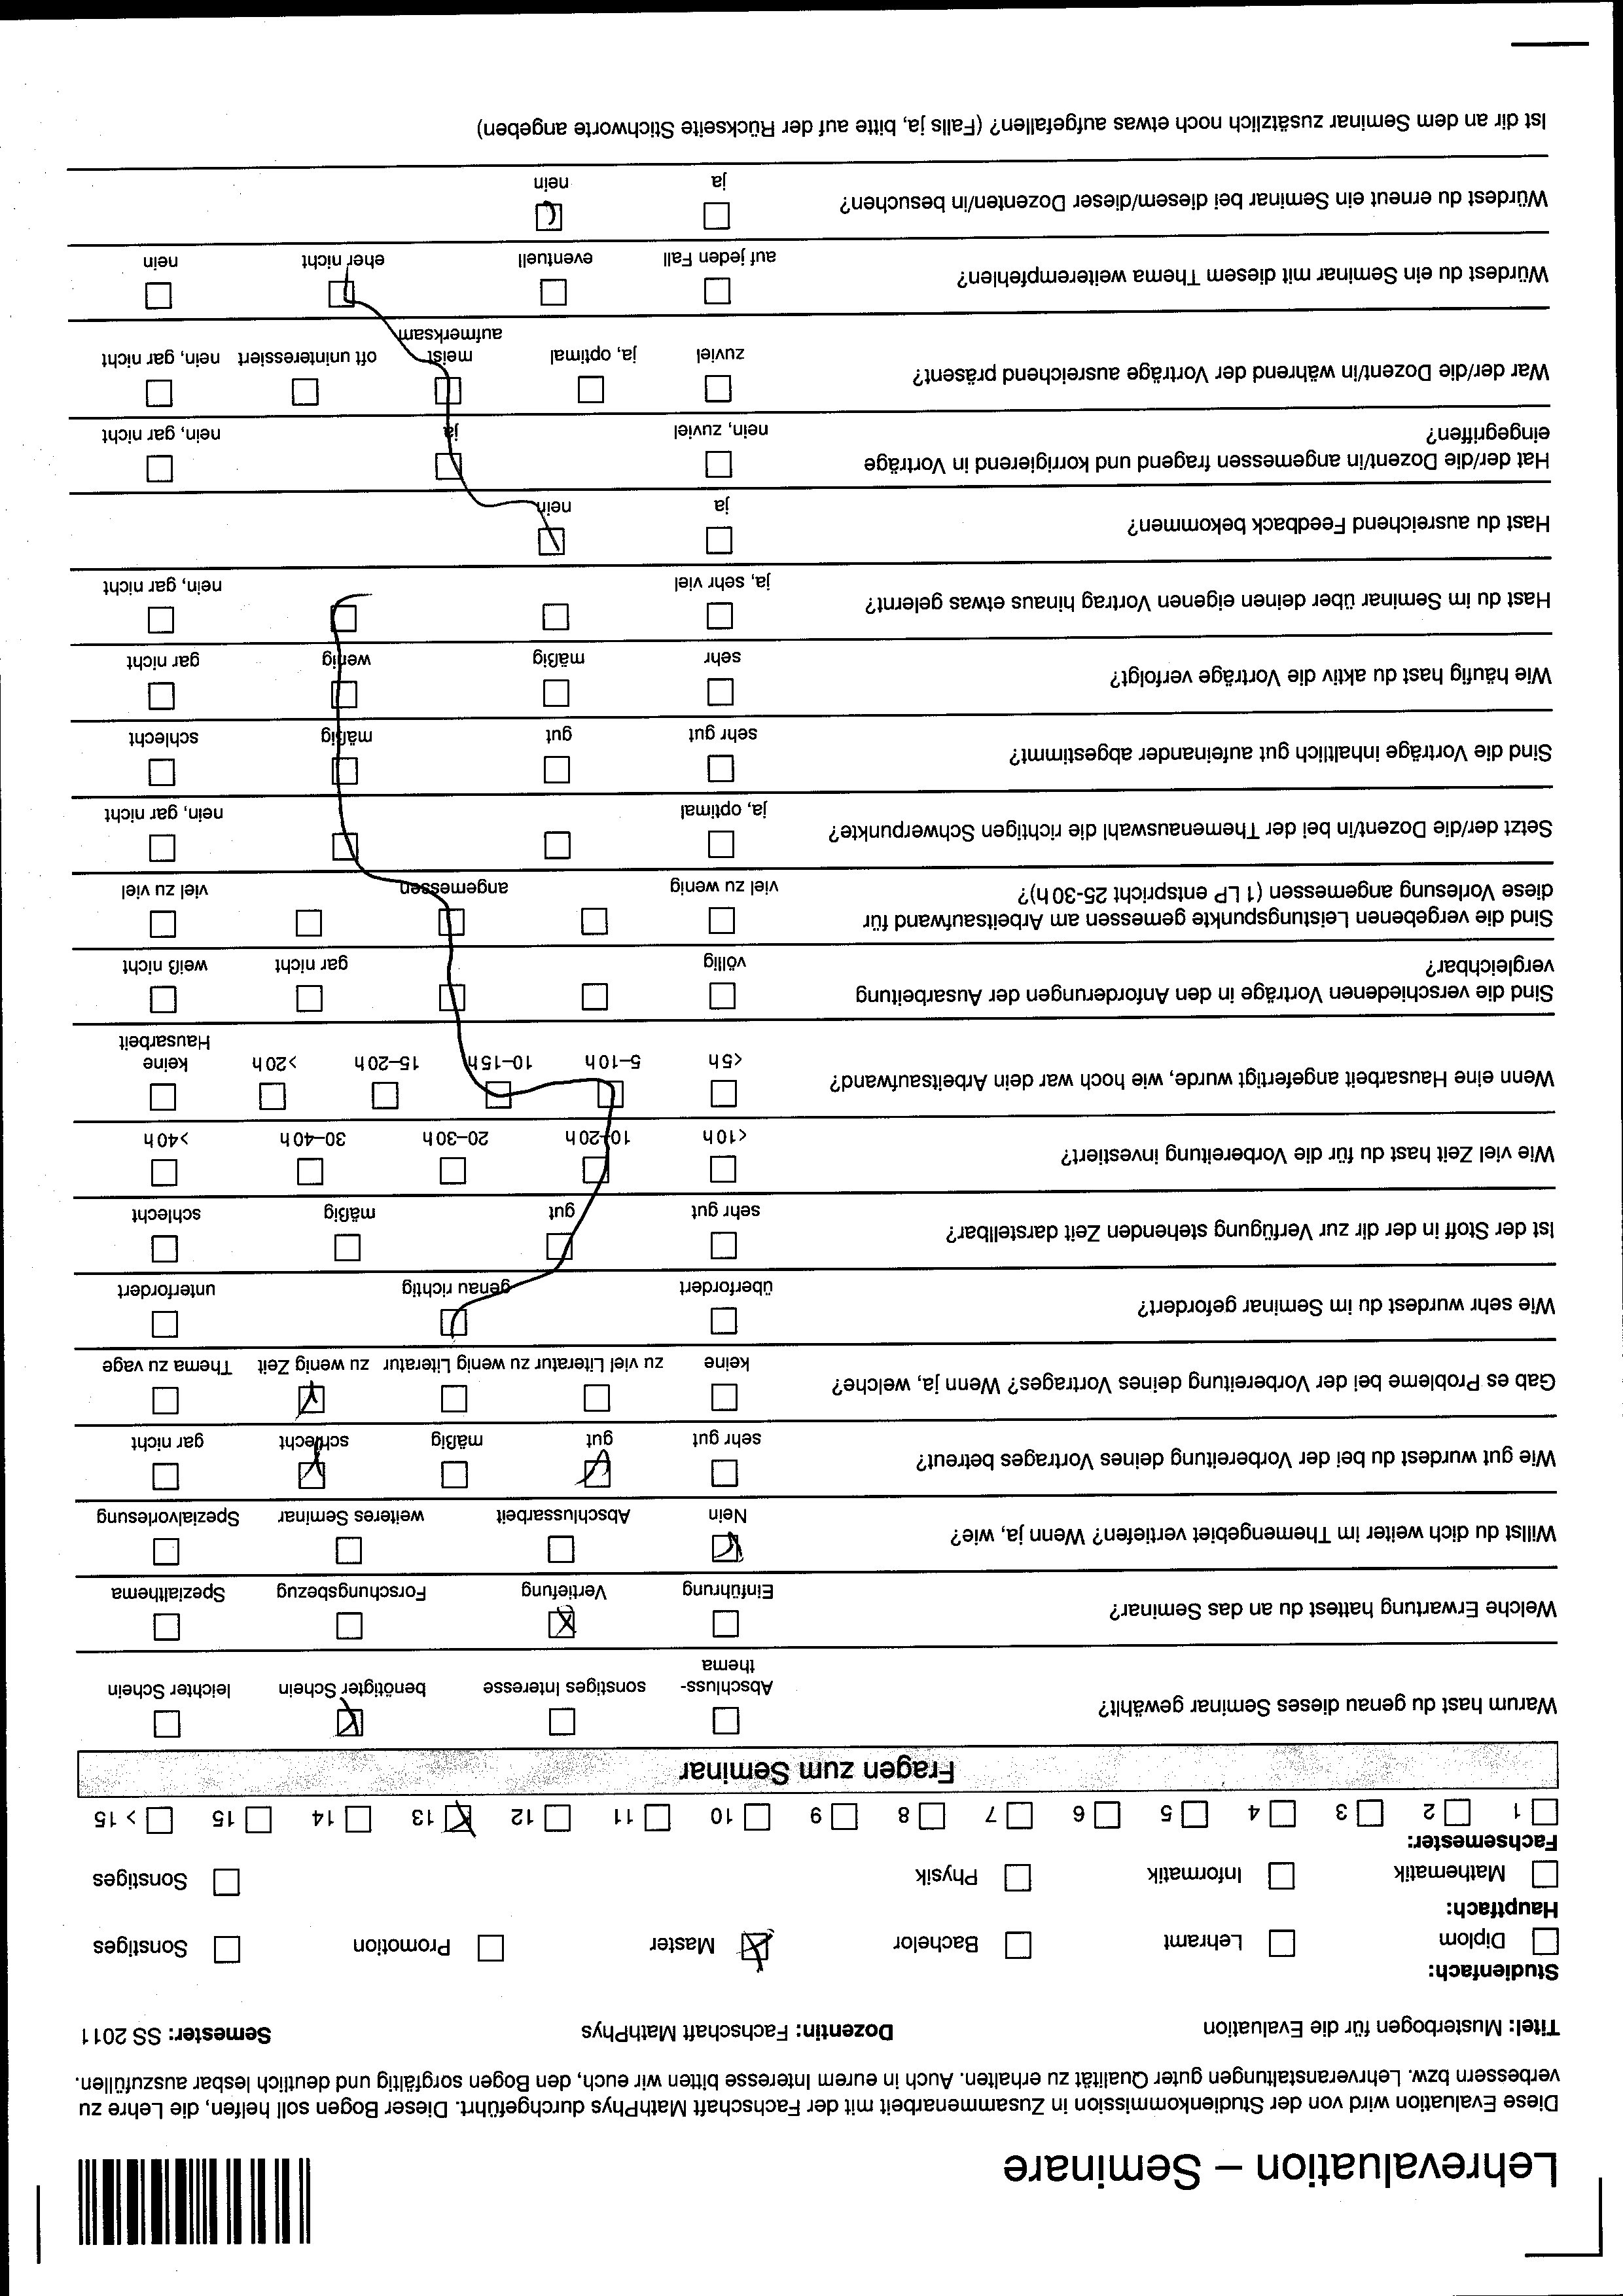 Lehrevaluation – Seminare
Diese Evaluation wird von der Studienkommission in Zusammenarbeit mit der Fachschaft MathPhys durchgeführt. Dieser Bogen soll helfen, die Lehre zu
verbessern bzw. Lehrveranstaltungen guter Qualität zu erhalten. Auch in eurem Interesse bitten wir euch, den Bogen sorgfältig und deutlich lesbar auszufüllen.
Titel: Musterbogen für die Evaluation Dozentin: Fachschaft MathPhys Semester: SS 2011
Studienfach:
Diplom Lehramt Bachelor Master Promotion Sonstiges
Hauptfach:
Mathematik Informatik Physik Sonstiges
Fachsemester:
1 2 3 4 5 6 7 8 9 10 11 12 13 14 15 > 15
Fragen zum Seminar
Warum hast du genau dieses Seminar gewählt?
Abschluss-
thema
sonstiges Interesse benötigter Schein leichter Schein
Welche Erwartung hattest du an das Seminar?
Einführung Vertiefung Forschungsbezug Spezialthema
Willst du dich weiter im Themengebiet vertiefen? Wenn ja, wie?
Nein Abschlussarbeit weiteres Seminar Spezialvorlesung
Wie gut wurdest du bei der Vorbereitung deines Vortrages betreut?
sehr gut gut mäßig schlecht gar nicht
Gab es Probleme bei der Vorbereitung deines Vortrages? Wenn ja, welche?
keine zu viel Literatur zu wenig Literatur zu wenig Zeit Thema zu vage
Wie sehr wurdest du im Seminar gefordert?
überfordert genau richtig unterfordert
Ist der Stoff in der dir zur Verfügung stehenden Zeit darstellbar?
sehr gut gut mäßig schlecht
Wie viel Zeit hast du für die Vorbereitung investiert?
<10 h 10–20 h 20–30 h 30–40 h >40 h
Wenn eine Hausarbeit angefertigt wurde, wie hoch war dein Arbeitsaufwand?
<5 h 5–10 h 10–15 h 15–20 h >20 h keine
Hausarbeit
Sind die verschiedenen Vorträge in den Anforderungen der Ausarbeitung
vergleichbar?
völlig gar nicht weiß nicht
Sind die vergebenen Leistungspunkte gemessen am Arbeitsaufwand für
diese Vorlesung angemessen (1 LP entspricht 25-30 h)?
viel zu wenig angemessen viel zu viel
Setzt der/die Dozent/in bei der Themenauswahl die richtigen Schwerpunkte?
ja, optimal nein, gar nicht
Sind die Vorträge inhaltlich gut aufeinander abgestimmt?
sehr gut gut mäßig schlecht
Wie häufig hast du aktiv die Vorträge verfolgt?
sehr mäßig wenig gar nicht
Hast du im Seminar über deinen eigenen Vortrag hinaus etwas gelernt?
ja, sehr viel nein, gar nicht
Hast du ausreichend Feedback bekommen?
ja nein
Hat der/die Dozent/in angemessen fragend und korrigierend in Vorträge
eingegriffen?
nein, zuviel ja nein, gar nicht
War der/die Dozent/in während der Vorträge ausreichend präsent?
zuviel ja, optimal meist
aufmerksam
oft uninteressiert nein, gar nicht
Würdest du ein Seminar mit diesem Thema weiterempfehlen?
auf jeden Fall eventuell eher nicht nein
Würdest du erneut ein Seminar bei diesem/dieser Dozenten/in besuchen?
ja nein
Ist dir an dem Seminar zusätzlich noch etwas aufgefallen? (Falls ja, bitte auf der Rückseite Stichworte angeben)